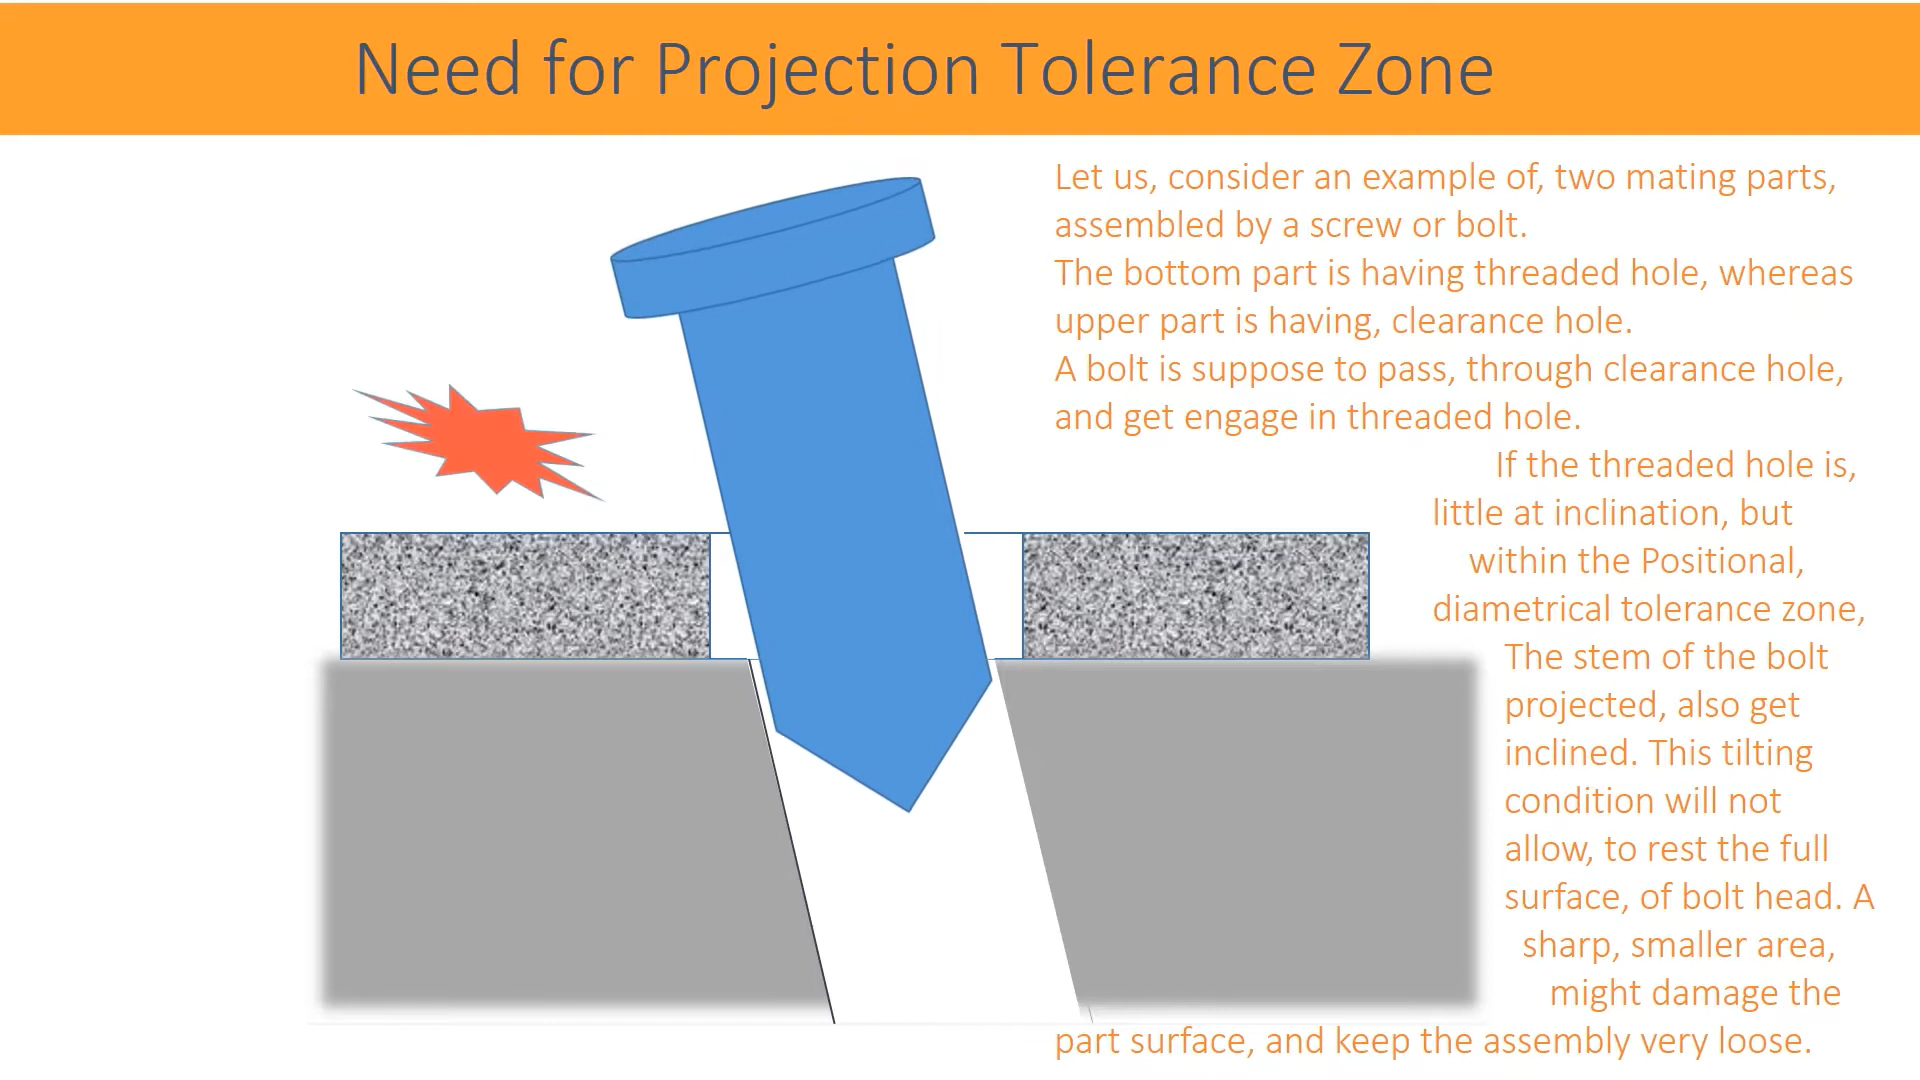 Need for Projection Tolerance Zone
Let us, consider an example of, two mating parts,
assembled by a screw or bolt.
The bottom part is having threaded hole, whereas
upper part is having, clearance hole.
A bolt is suppose to pass, through clearance hole,
and get engage in threaded hole.
If the threaded hole is,
little at inclination, but
within the Positional,
diametrical tolerance zone,
The stem of the bolt
projected, also get
inclined. This tilting
condition will not
allow, to rest the full
surface, of bolt head. A
sharp, smaller area,
might damage the
part surface, and keep the assembly very loose.